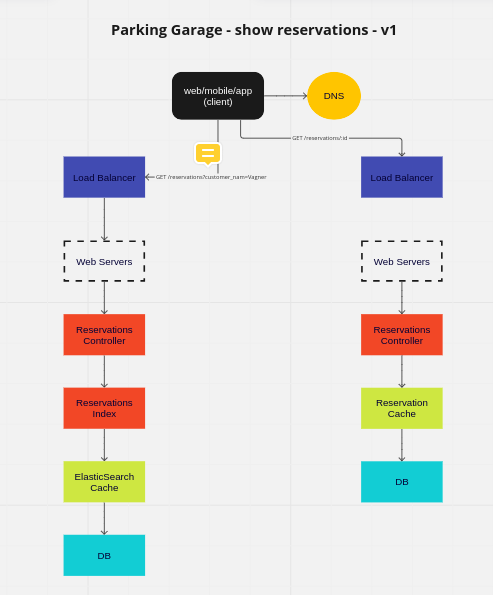 Parking Garage - show reservations - v1
web/mobile/app
(client)
DNS
GET /reservations/:id
GET /reservations?customer_nam=Vagner
Load Balancer
Load Balancer
Web Servers
Web Servers
Reservations
Controller
Reservations
Controller
Reservations
Index
Reservation
Cache
ElasticSearch
Cache
DB
DB